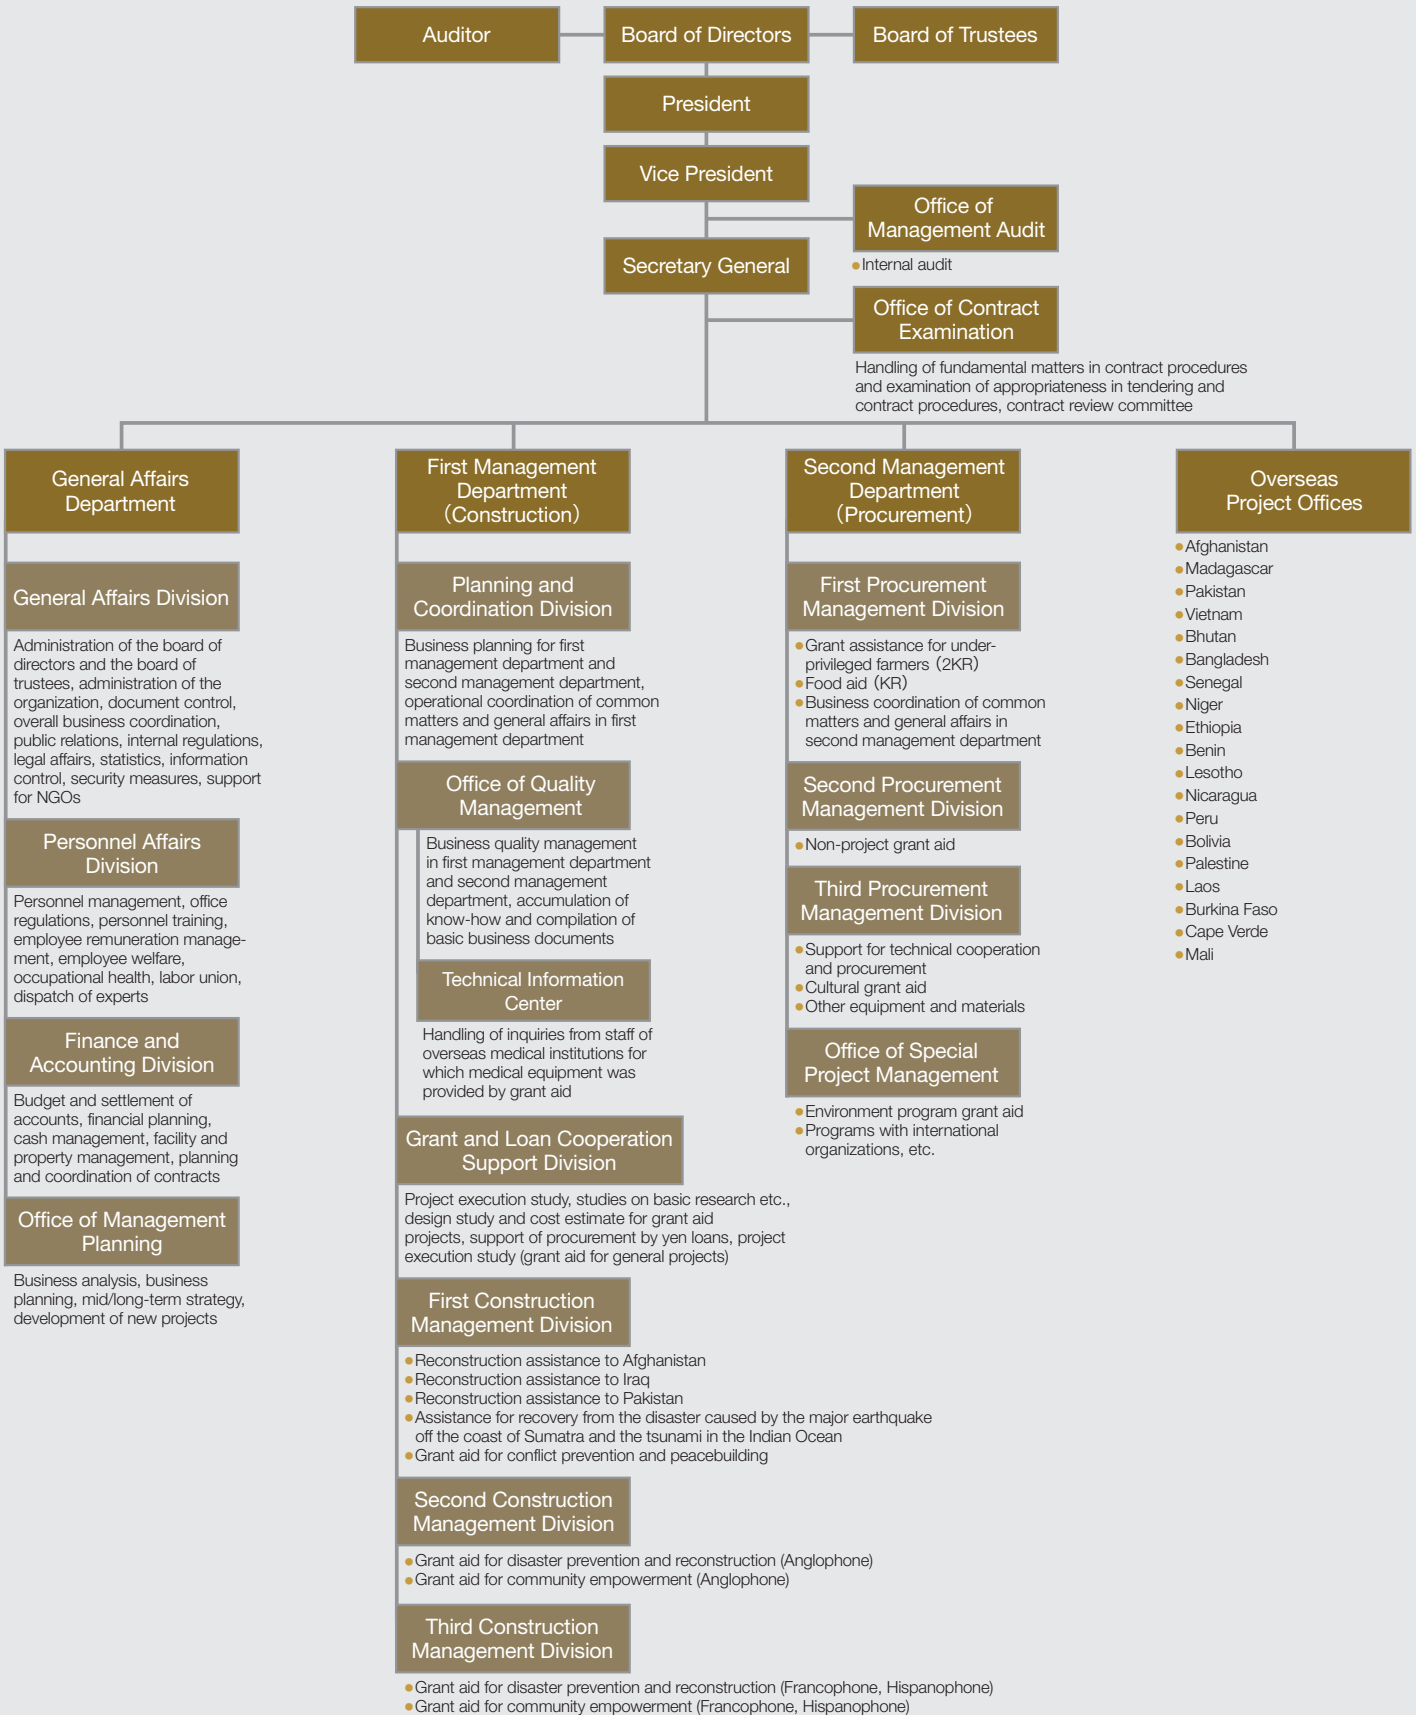 Auditor
Board of Directors
Board of Trustees
President
Vice President
Office of
Management Audit
●Internal audit
Secretary General
Office of Contract
Examination
Handling of fundamental matters in contract procedures
and examination of appropriateness in tendering and
contract procedures, contract review committee
General Affairs
Department
General Affairs Division
Administration of the board of
directors and the board of
trustees, administration of the
organization, document control,
overall business coordination,
public relations, internal regulations,
legal affairs, statistics, information
control, security measures, support
for NGOs
Personnel Affairs
Division
Personnel management, office
regulations, personnel training,
employee remuneration manage-
ment, employee welfare,
occupational health, labor union,
dispatch of experts
Finance and
Accounting Division
Budget and settlement of
accounts, financial planning,
cash management, facility and
property management, planning
and coordination of contracts
Office of Management
Planning
Business analysis, business
planning, mid/long-term strategy,
development of new projects
First Management
Department
（Construction）
Planning and
Coordination Division
Business planning for first
management department and
second management department,
operational coordination of common
matters and general affairs in first
management department
Office of Quality
Management
Business quality management
in first management department
and second management
department, accumulation of
know-how and compilation of
basic business documents
Technical Information
Center
Handling of inquiries from staff of
overseas medical institutions for
which medical equipment was
provided by grant aid
Grant and Loan Cooperation
Support Division
Project execution study, studies on basic research etc.,
design study and cost estimate for grant aid
projects, support of procurement by yen loans, project
execution study (grant aid for general projects)
First Construction
Management Division
●Reconstruction assistance to Afghanistan
●Reconstruction assistance to Iraq
●Reconstruction assistance to Pakistan
●Assistance for recovery from the disaster caused by the major earthquake
off the coast of Sumatra and the tsunami in the Indian Ocean
●Grant aid for conflict prevention and peacebuilding
Second Construction
Management Division
●Grant aid for disaster prevention and reconstruction (Anglophone)
●Grant aid for community empowerment (Anglophone)
Third Construction
Management Division
●Grant aid for disaster prevention and reconstruction (Francophone, Hispanophone)
●Grant aid for community empowerment (Francophone, Hispanophone)
Second Management
Department
（Procurement）
First Procurement
Management Division
●Grant assistance for under-
privileged farmers（2KR）
●Food aid（KR）
●Business coordination of common
matters and general affairs in
second management department
Second Procurement
Management Division
●Non-project grant aid
Third Procurement
Management Division
●Support for technical cooperation
and procurement
●Cultural grant aid
●Other equipment and materials
Office of Special
Project Management
●Environment program grant aid
●Programs with international
organizations, etc.
Overseas
Project Offices
●Afghanistan
●Madagascar
●Pakistan
●Vietnam
●Bhutan
●Bangladesh
●Senegal
●Niger
●Ethiopia
●Benin
●Lesotho
●Nicaragua
●Peru
●Bolivia
●Palestine
●Laos
●Burkina Faso
●Cape Verde
●Mali